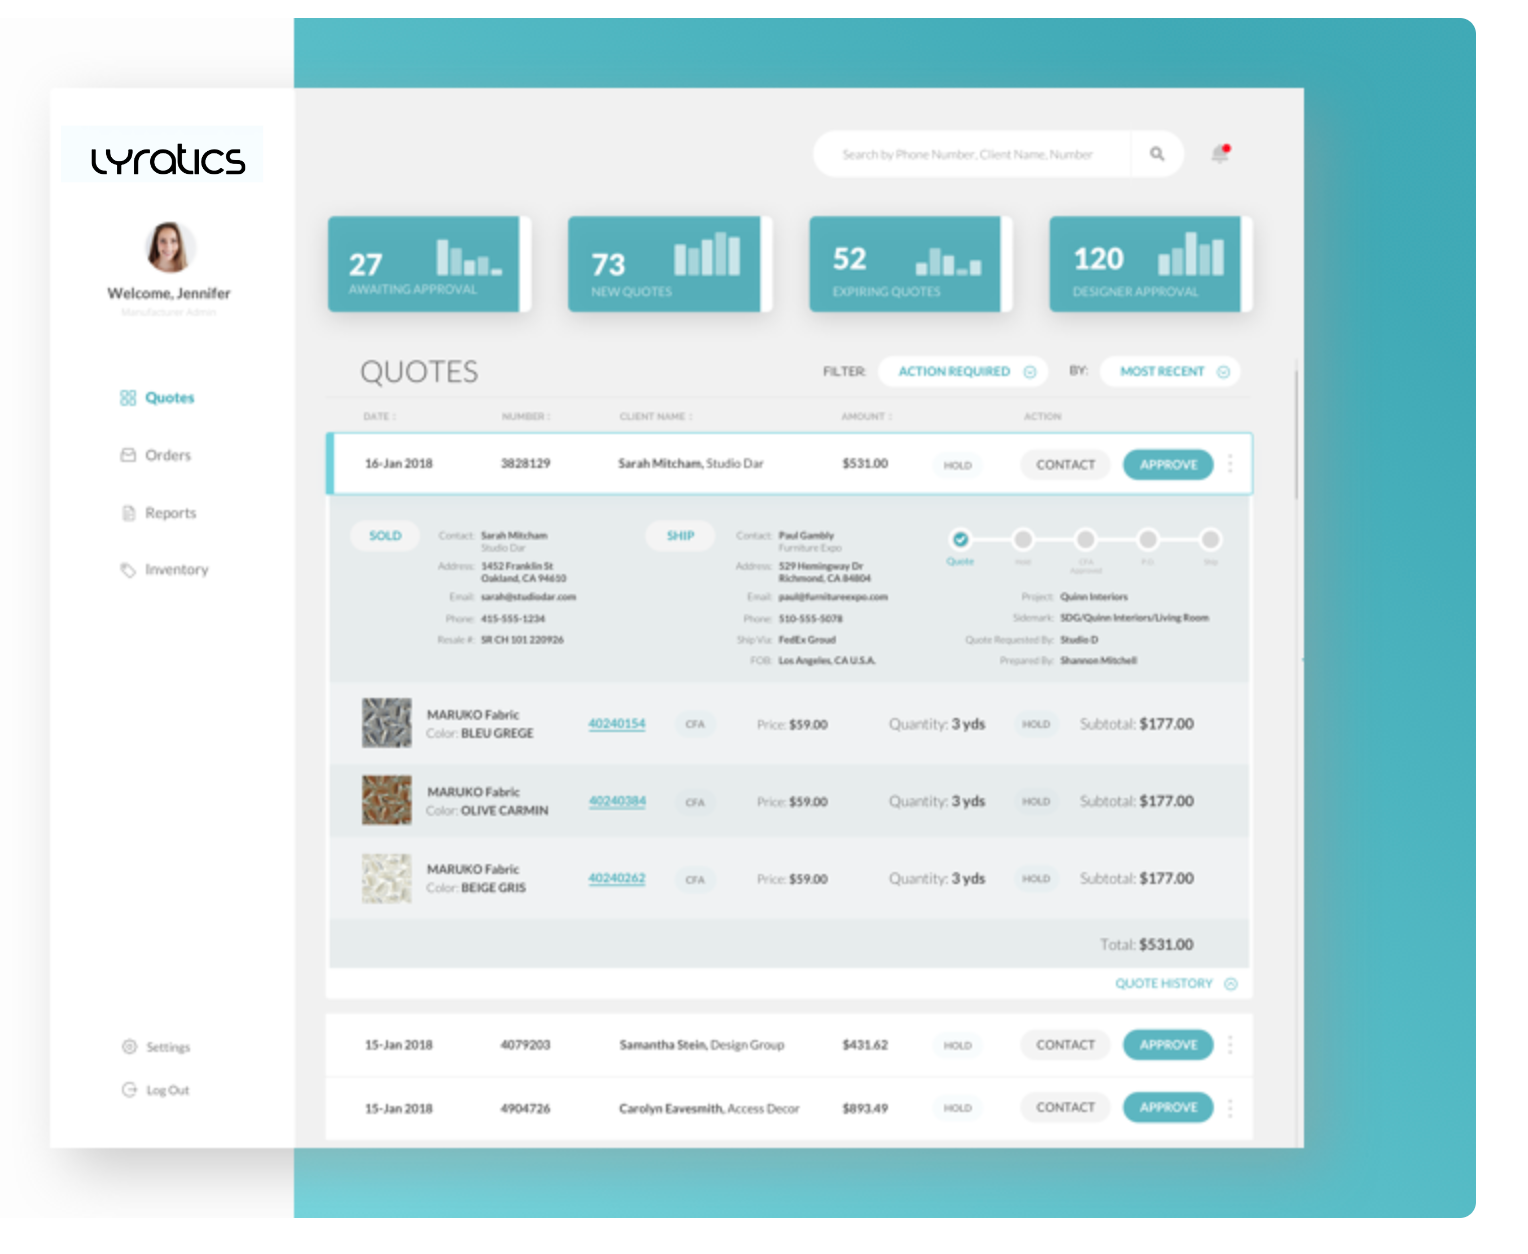 Lyratics
Search by Phone Number, Client Name, Number
Welcome, Jennifer
Manufacturer Admin
Quotes
Orders
Reports
Inventory
Settings
Log Out
27
AWAITING APPROVAL
73
NEW QUOTES
52
EXPIRING QUOTES
120
DESIGNER APPROVAL
QUOTES
FILTER: ACTION REQUIRED BY: MOST RECENT
DATE : NUMBER : CLIENT NAME : AMOUNT : ACTION
16-Jan 2018 3828129 Sarah Mitcham, Studio Dar $531.00 HOLD CONTACT APPROVE
SOLD
Contact: Sarah Mitcham
Studio Dar
Address: 1452 Franklin St
Oakland, CA 94610
Email: sarah@studiodar.com
Phone: 415-555-1234
Resale #: SR CH 101 220926
SHIP
Contact: Paul Gambly
Furniture Expo
Address: 529 Hemingway Dr
Richmond, CA 84804
Email: paul@furnitureexpo.com
Phone: 510-555-5078
Ship Via: FedEx Groud
FOB: Los Angeles, CA U.S.A.
Quote Hold CFA Approved P.O. Ship
Project: Quinn Interiors
Sidemark: SDG/Quinn Interiors/Living Room
Quote Requested By: Studio D
Prepared By: Shannon Mitchell
MARUKO Fabric
Color: BLEU GREGE
40240154 CFA Price: $59.00 Quantity: 3 yds HOLD Subtotal: $177.00
MARUKO Fabric
Color: OLIVE CARMIN
40240384 CFA Price: $59.00 Quantity: 3 yds HOLD Subtotal: $177.00
MARUKO Fabric
Color: BEIGE GRIS
40240262 CFA Price: $59.00 Quantity: 3 yds HOLD Subtotal: $177.00
Total: $531.00
QUOTE HISTORY
15-Jan 2018 4079203 Samantha Stein, Design Group $431.62 HOLD CONTACT APPROVE
15-Jan 2018 4904726 Carolyn Eavesmith, Access Decor $893.49 HOLD CONTACT APPROVE